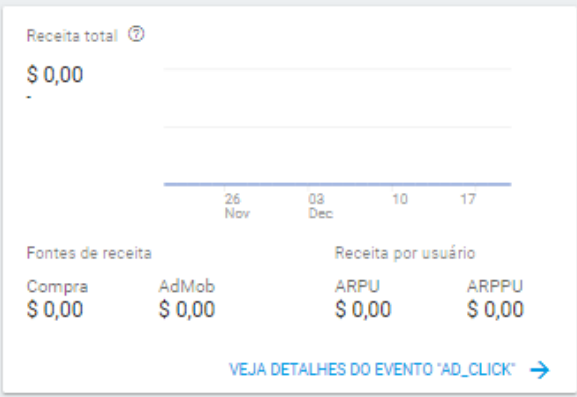 Receita total ?
$ 0,00
-
26 Nov
03 Dec
10
17
Fontes de receita
Receita por usuário
Compra
$ 0,00
AdMob
$ 0,00
ARPU
$ 0,00
ARPPU
$ 0,00
VEJA DETALHES DO EVENTO "AD_CLICK" →